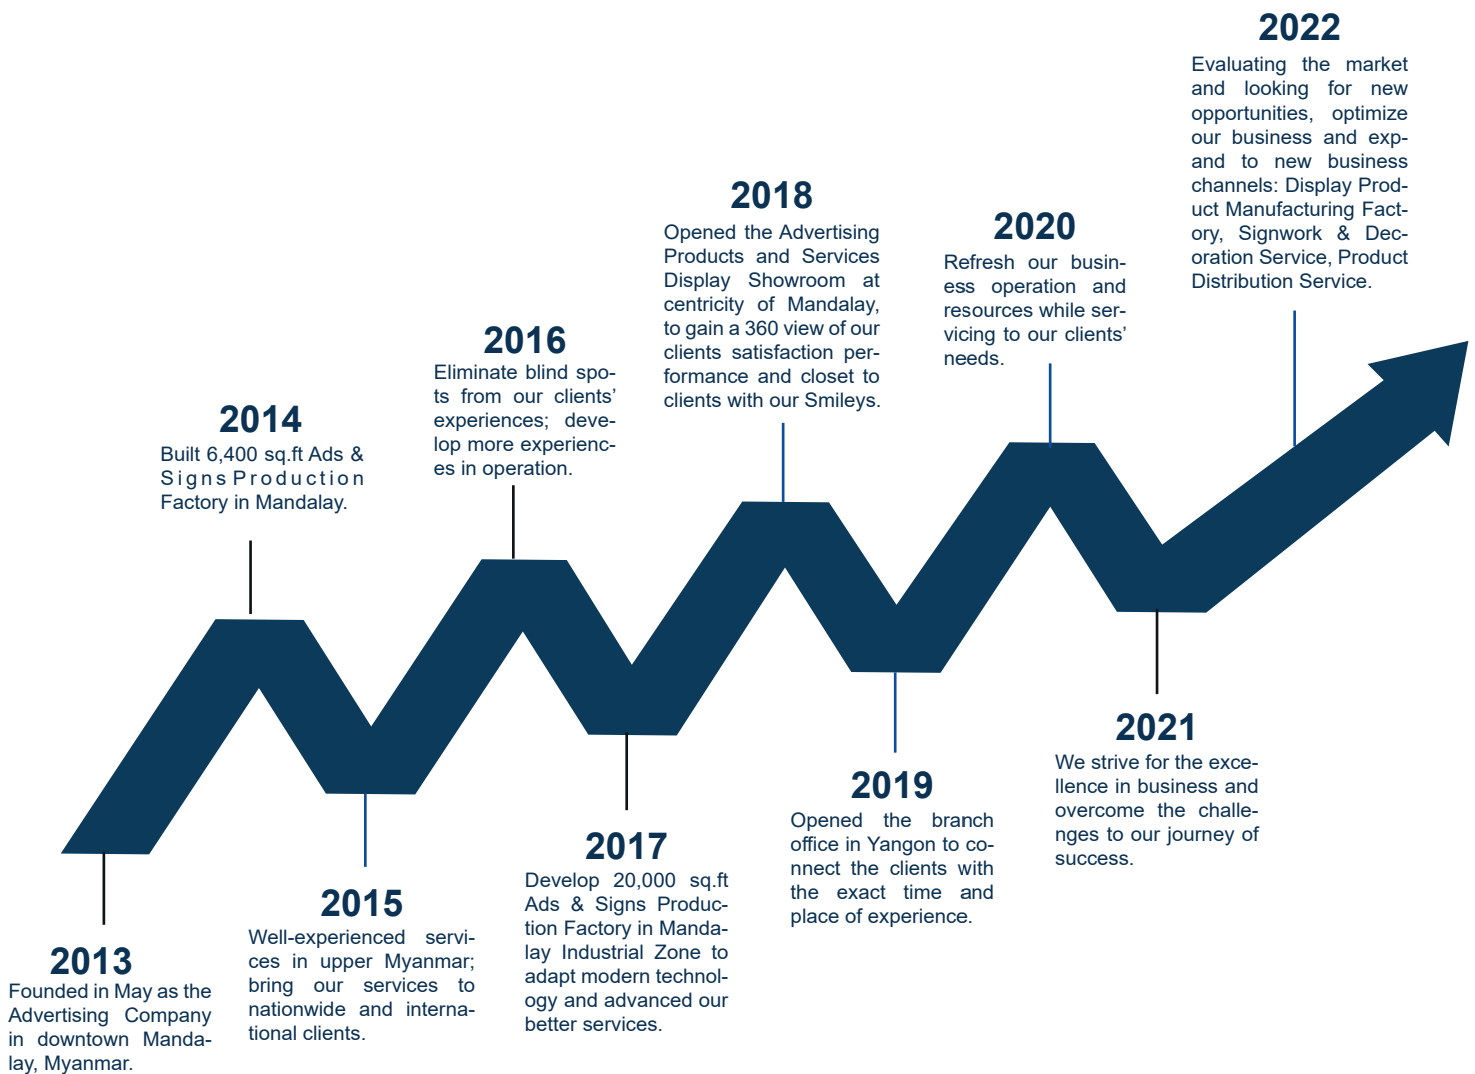 2013
Founded in May as the
Advertising Company
in downtown Manda-
lay, Myanmar.
2014
Built 6,400 sq.ft Ads &
Signs Production
Factory in Mandalay.
2015
Well-experienced servi-
ces in upper Myanmar;
bring our services to
nationwide and interna-
tional clients.
2016
Eliminate blind spo-
ts from our clients’
experiences; deve-
lop more experienc-
es in operation.
2017
Develop 20,000 sq.ft
Ads & Signs Produc-
tion Factory in Manda-
lay Industrial Zone to
adapt modern technol-
ogy and advanced our
better services.
2018
Opened the Advertising
Products and Services
Display Showroom at
centricity of Mandalay,
to gain a 360 view of our
clients satisfaction per-
formance and closet to
clients with our Smileys.
2019
Opened the branch
office in Yangon to co-
nnect the clients with
the exact time and
place of experience.
2020
Refresh our busin-
ess operation and
resources while ser-
vicing to our clients’
needs.
2021
We strive for the exce-
llence in business and
overcome the challe-
nges to our journey of
success.
2022
Evaluating the market
and looking for new
opportunities, optimize
our business and exp-
and to new business
channels: Display Prod-
uct Manufacturing Fact-
ory, Signwork & Dec-
oration Service, Product
Distribution Service.